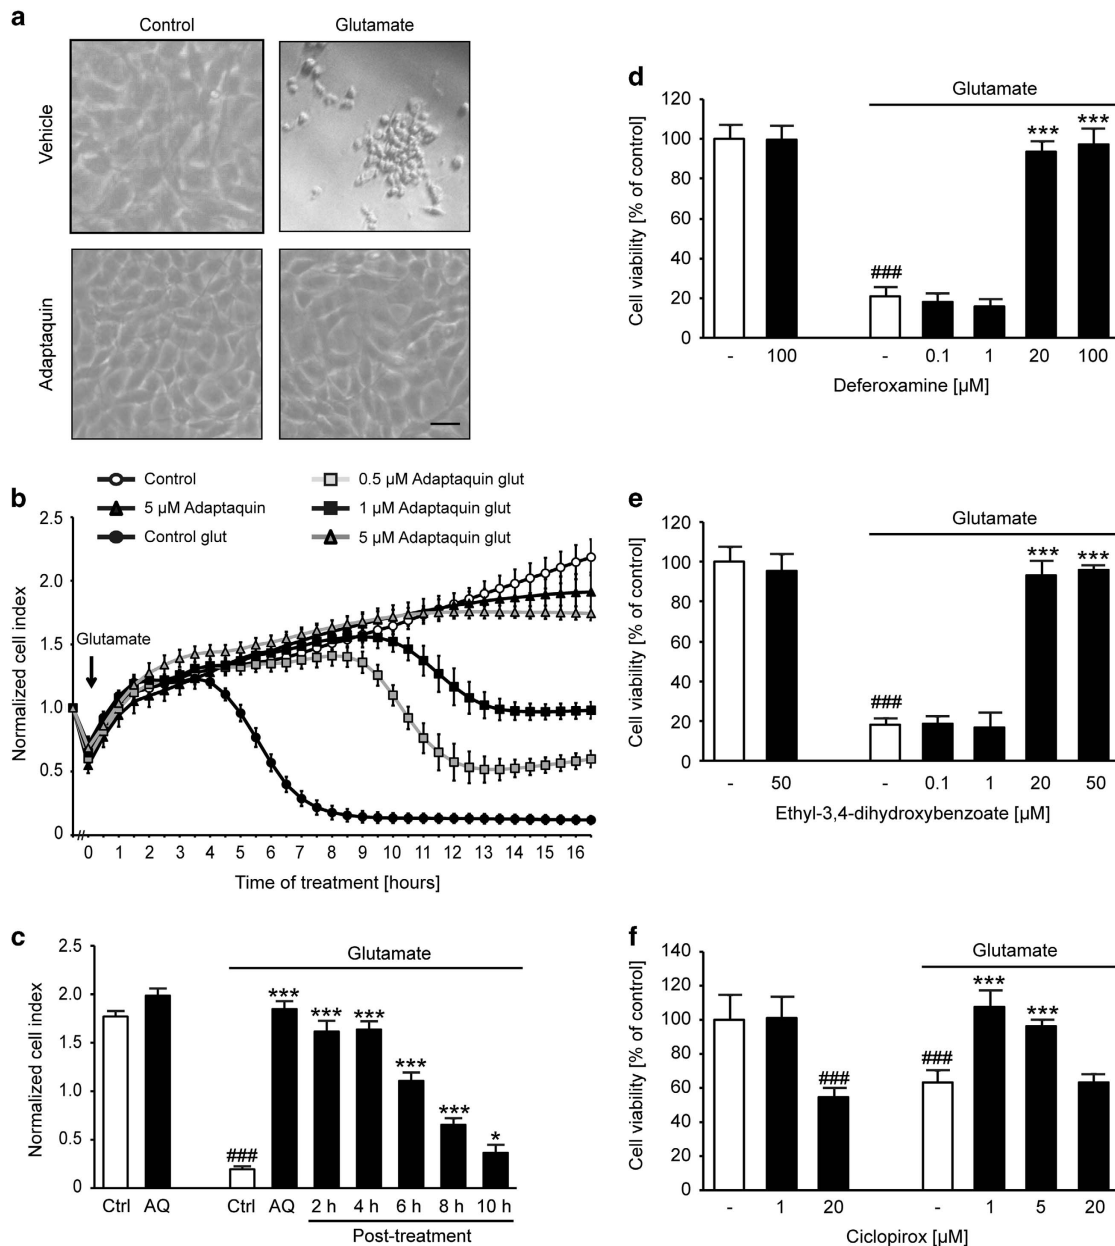 a
Control
Glutamate
Vehicle
Adaptaquin
b
Control
5 µM Adaptaquin
Control glut
0.5 µM Adaptaquin glut
1 µM Adaptaquin glut
5 µM Adaptaquin glut
Normalized cell index
2.5
2.0
1.5
1.0
0.5
0
Glutamate
0 1 2 3 4 5 6 7 8 9 10 11 12 13 14 15 16
Time of treatment [hours]
c
Normalized cell index
2.5
2.0
1.5
1.0
0.5
0
Glutamate
### *** *** *** *** *** *
Ctrl AQ Ctrl AQ 2 h 4 h 6 h 8 h 10 h
Post-treatment
d
Cell viability [% of control]
120
100
80
60
40
20
0
Glutamate
### *** ***
- 100 - 0.1 1 20 100
Deferoxamine [µM]
e
Cell viability [% of control]
120
100
80
60
40
20
0
Glutamate
### *** ***
- 50 - 0.1 1 20 50
Ethyl-3,4-dihydroxybenzoate [µM]
f
Cell viability [% of control]
140
120
100
80
60
40
20
0
Glutamate
### ### *** ***
- 1 20 - 1 5 20
Ciclopirox [µM]